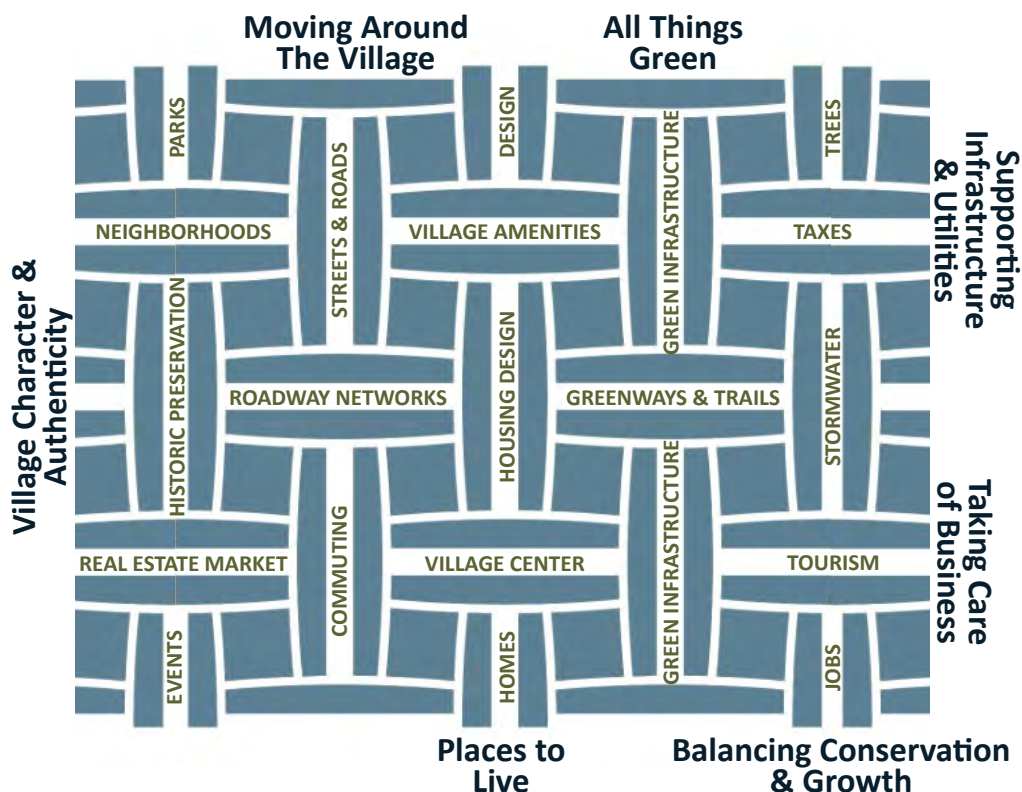 Moving Around
The Village
All Things
Green
PARKS
DESIGN
TREES
STREETS & ROADS
GREEN INFRASTRUCTURE
Supporting
Infrastructure
& Utilities
NEIGHBORHOODS
VILLAGE AMENITIES
TAXES
Village Character &
Authenticity
HISTORIC PRESERVATION
HOUSING DESIGN
STORMWATER
ROADWAY NETWORKS
GREENWAYS & TRAILS
COMMUTING
GREEN INFRASTRUCTURE
Taking Care
of Business
REAL ESTATE MARKET
VILLAGE CENTER
TOURISM
EVENTS
HOMES
JOBS
Places to
Live
Balancing Conservation
& Growth